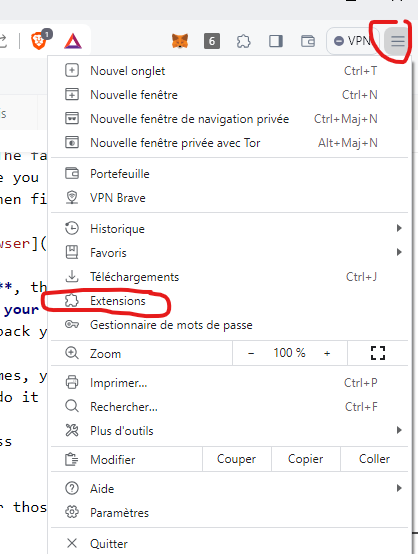 1
6
VPN
Nouvel onglet Ctrl+T
Nouvelle fenêtre Ctrl+N
s
Nouvelle fenêtre de navigation privée Ctrl+Maj+N
Nouvelle fenêtre privée avec Tor Alt+Maj+N
he fa
e you
Portefeuille
hen fi
VPN Brave
wser](
Historique
Favoris
**, th
Téléchargements Ctrl+J
your
Extensions
back y
Gestionnaire de mots de passe
mes, y
Zoom − 100 % +
do it
Imprimer... Ctrl+P
Rechercher... Ctrl+F
ss
Plus d'outils
Modifier Couper Copier Coller
r thos
Aide
Paramètres
Quitter